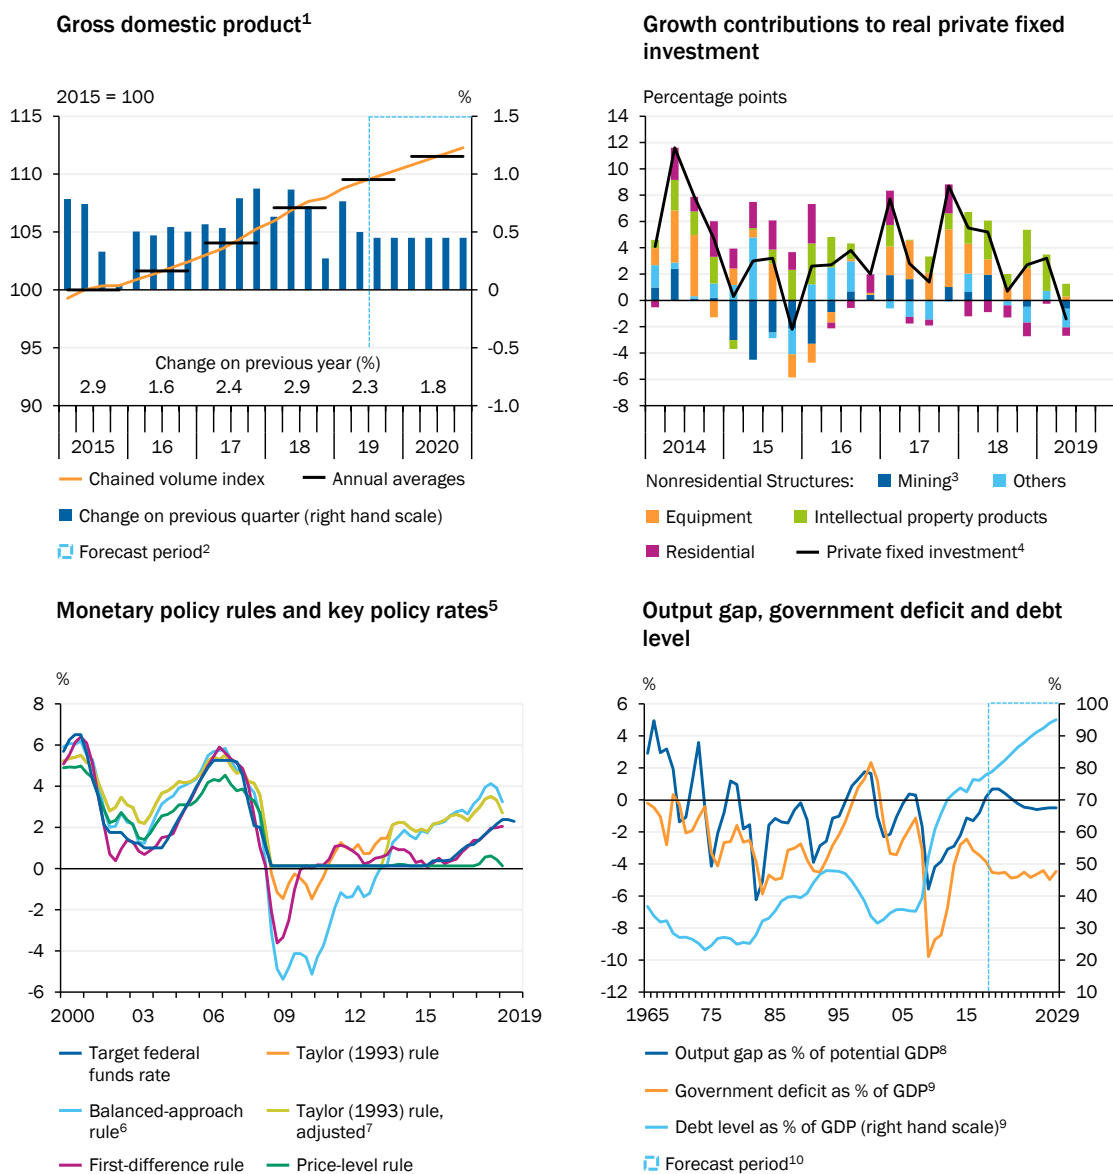 Gross domestic product1
2015 = 100
%
115
110
105
100
95
90
1.5
1.0
0.5
0
-0.5
-1.0
Change on previous year (%)
2.9 1.6 2.4 2.9 2.3 1.8
2015 16 17 18 19 2020
Chained volume index
Annual averages
Change on previous quarter (right hand scale)
Forecast period2
Growth contributions to real private fixed
investment
Percentage points
14
12
10
8
6
4
2
0
-2
-4
-6
-8
2014 15 16 17 18 2019
Nonresidential Structures: Mining3 Others
Equipment Intellectual property products
Residential Private fixed investment4
Monetary policy rules and key policy rates5
%
8
6
4
2
0
-2
-4
-6
2000 03 06 09 12 15 2019
Target federal
funds rate
Taylor (1993) rule
Balanced-approach
rule6
Taylor (1993) rule,
adjusted7
First-difference rule
Price-level rule
Output gap, government deficit and debt
level
%
%
6
4
2
0
-2
-4
-6
-8
-10
-12
100
90
80
70
60
50
40
30
20
10
1965 75 85 95 05 15 2029
Output gap as % of potential GDP8
Government deficit as % of GDP9
Debt level as % of GDP (right hand scale)9
Forecast period10